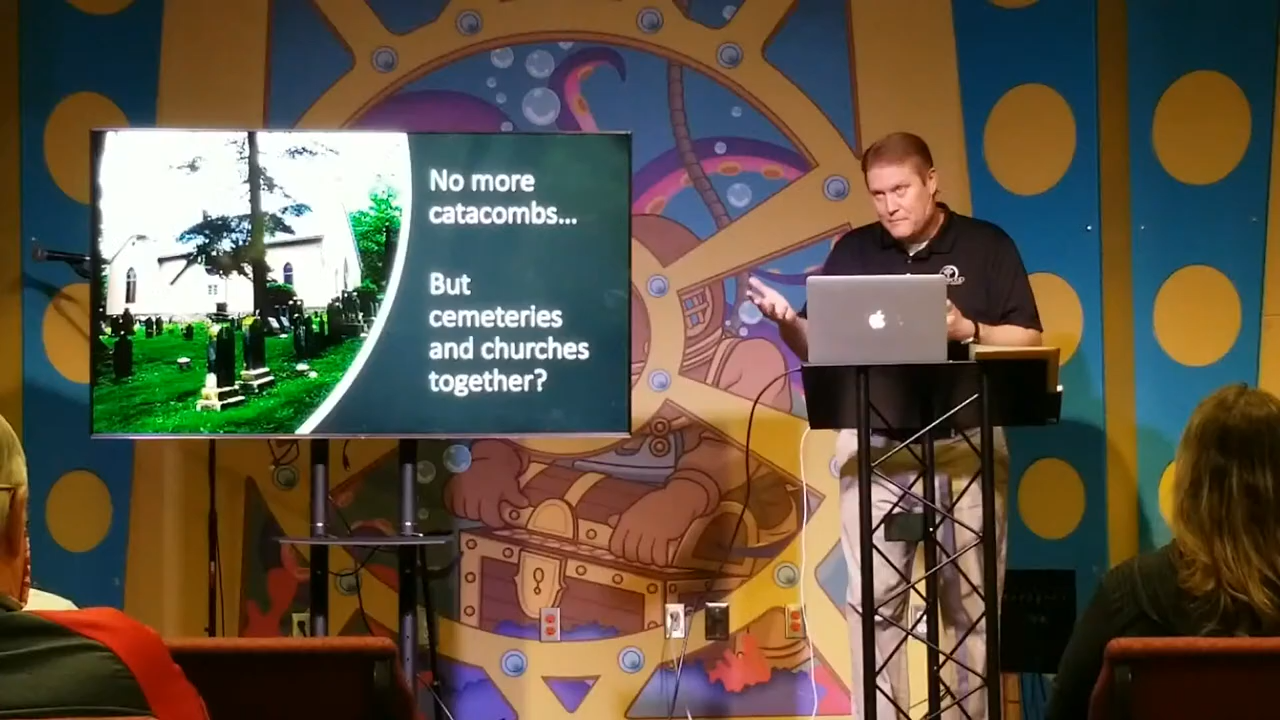 No more
catacombs...
But
cemeteries
and churches
together?